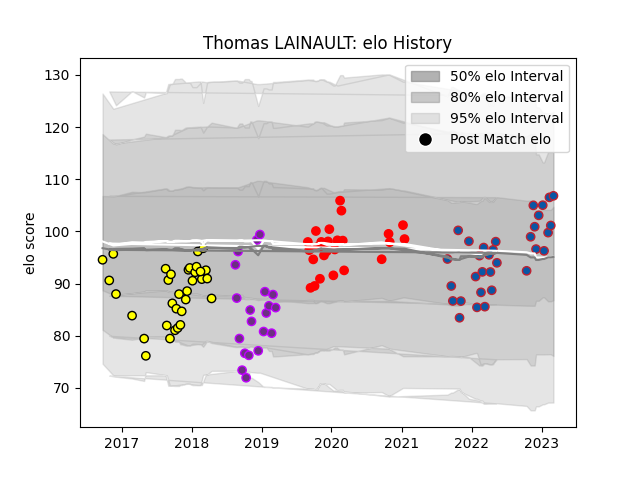 Thomas LAINAULT: elo History
130
120
110
100
90
80
70
elo score
50% elo Interval
80% elo Interval
95% elo Interval
Post Match elo
2017 2018 2019 2020 2021 2022 2023